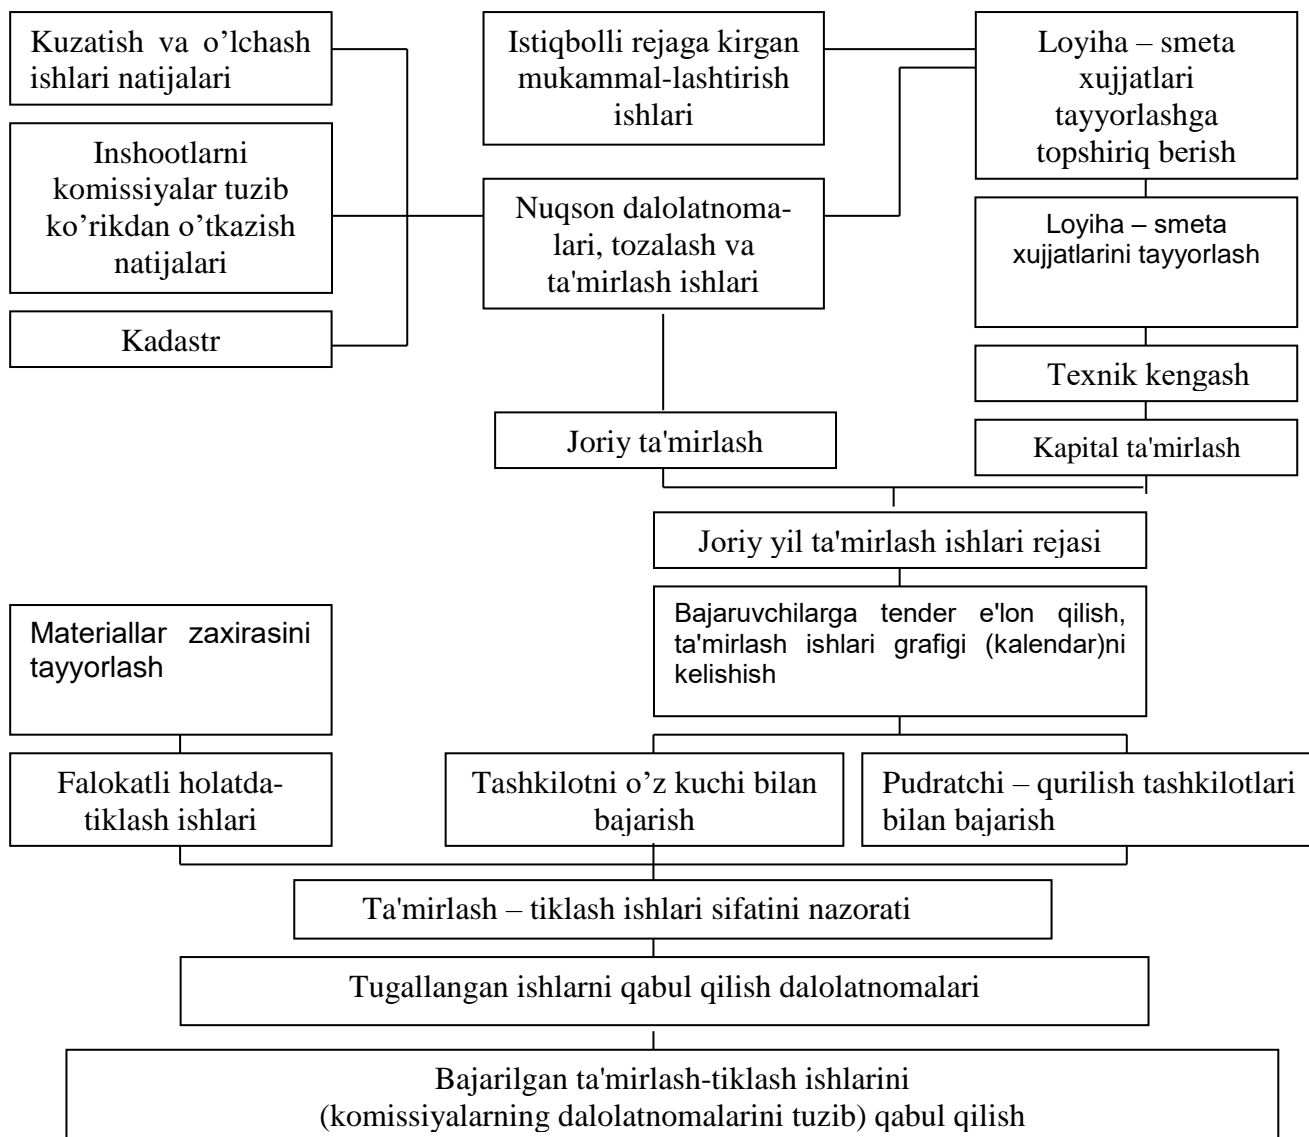 Kuzatish va o’lchash
ishlari natijalari
Istiqbolli rejaga kirgan
mukammal-lashtirish
ishlari
Loyiha – smeta
xujjatlari
tayyorlashga
topshiriq berish
Inshootlarni
komissiyalar tuzib
ko’rikdan o’tkazish
natijalari
Nuqson dalolatnoma-
lari, tozalash va
ta'mirlash ishlari
Loyiha – smeta
xujjatlarini tayyorlash
Kadastr
Texnik kengash
Joriy ta'mirlash
Kapital ta'mirlash
Joriy yil ta'mirlash ishlari rejasi
Materiallar zaxirasini
tayyorlash
Bajaruvchilarga tender e'lon qilish,
ta'mirlash ishlari grafigi (kalendar)ni
kelishish
Falokatli holatda-
tiklash ishlari
Tashkilotni o’z kuchi bilan
bajarish
Pudratchi – qurilish tashkilotlari
bilan bajarish
Ta'mirlash – tiklash ishlari sifatini nazorati
Tugallangan ishlarni qabul qilish dalolatnomalari
Bajarilgan ta'mirlash-tiklash ishlarini
(komissiyalarning dalolatnomalarini tuzib) qabul qilish